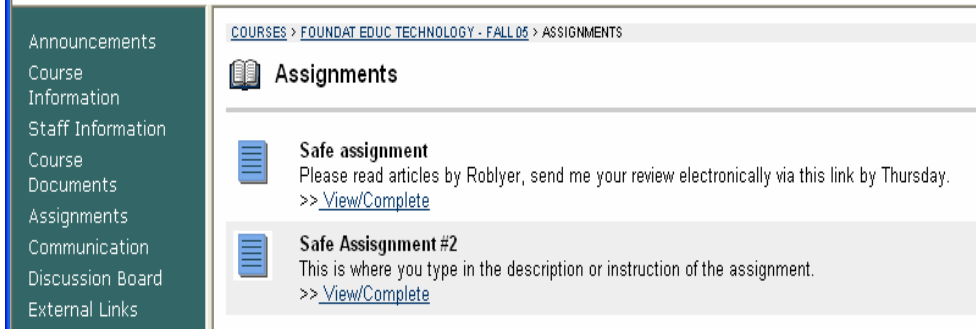 Announcements
Course
Information
Staff Information
Course
Documents
Assignments
Communication
Discussion Board
External Links
COURSES > FOUNDAT EDUC TECHNOLOGY - FALL 05 > ASSIGNMENTS
Assignments
Safe assignment
Please read articles by Roblyer, send me your review electronically via this link by Thursday.
>> View/Complete
Safe Assisgnment #2
This is where you type in the description or instruction of the assignment.
>> View/Complete